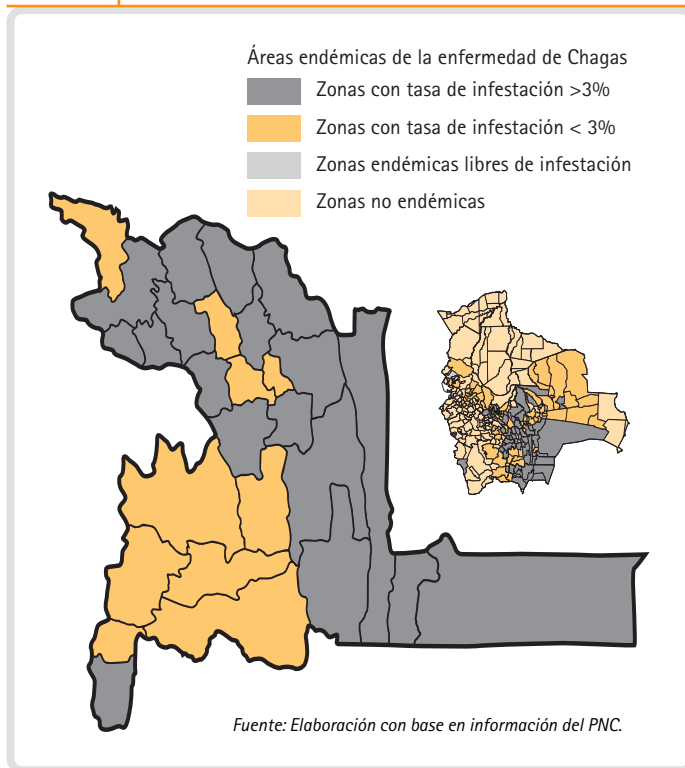 Áreas endémicas de la enfermedad de Chagas
Zonas con tasa de infestación >3%
Zonas con tasa de infestación < 3%
Zonas endémicas libres de infestación
Zonas no endémicas
Fuente: Elaboración con base en información del PNC.